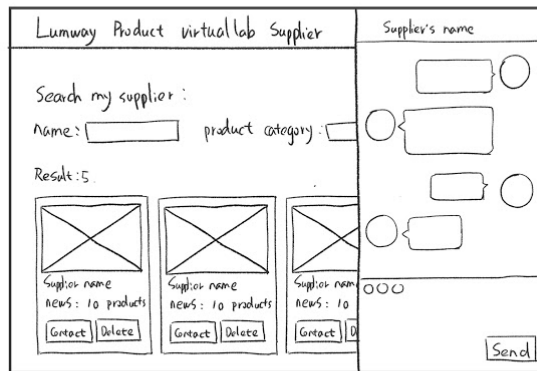 Lumway Product virtual lab Supplier
Search my supplier:
name: product category:
Result:5
Supplier name
news: 10 products
Contact Delete
Supplier name
news: 10 products
Contact Delete
Supplier nam
news: 10
Contact D
Supplier's name
Send